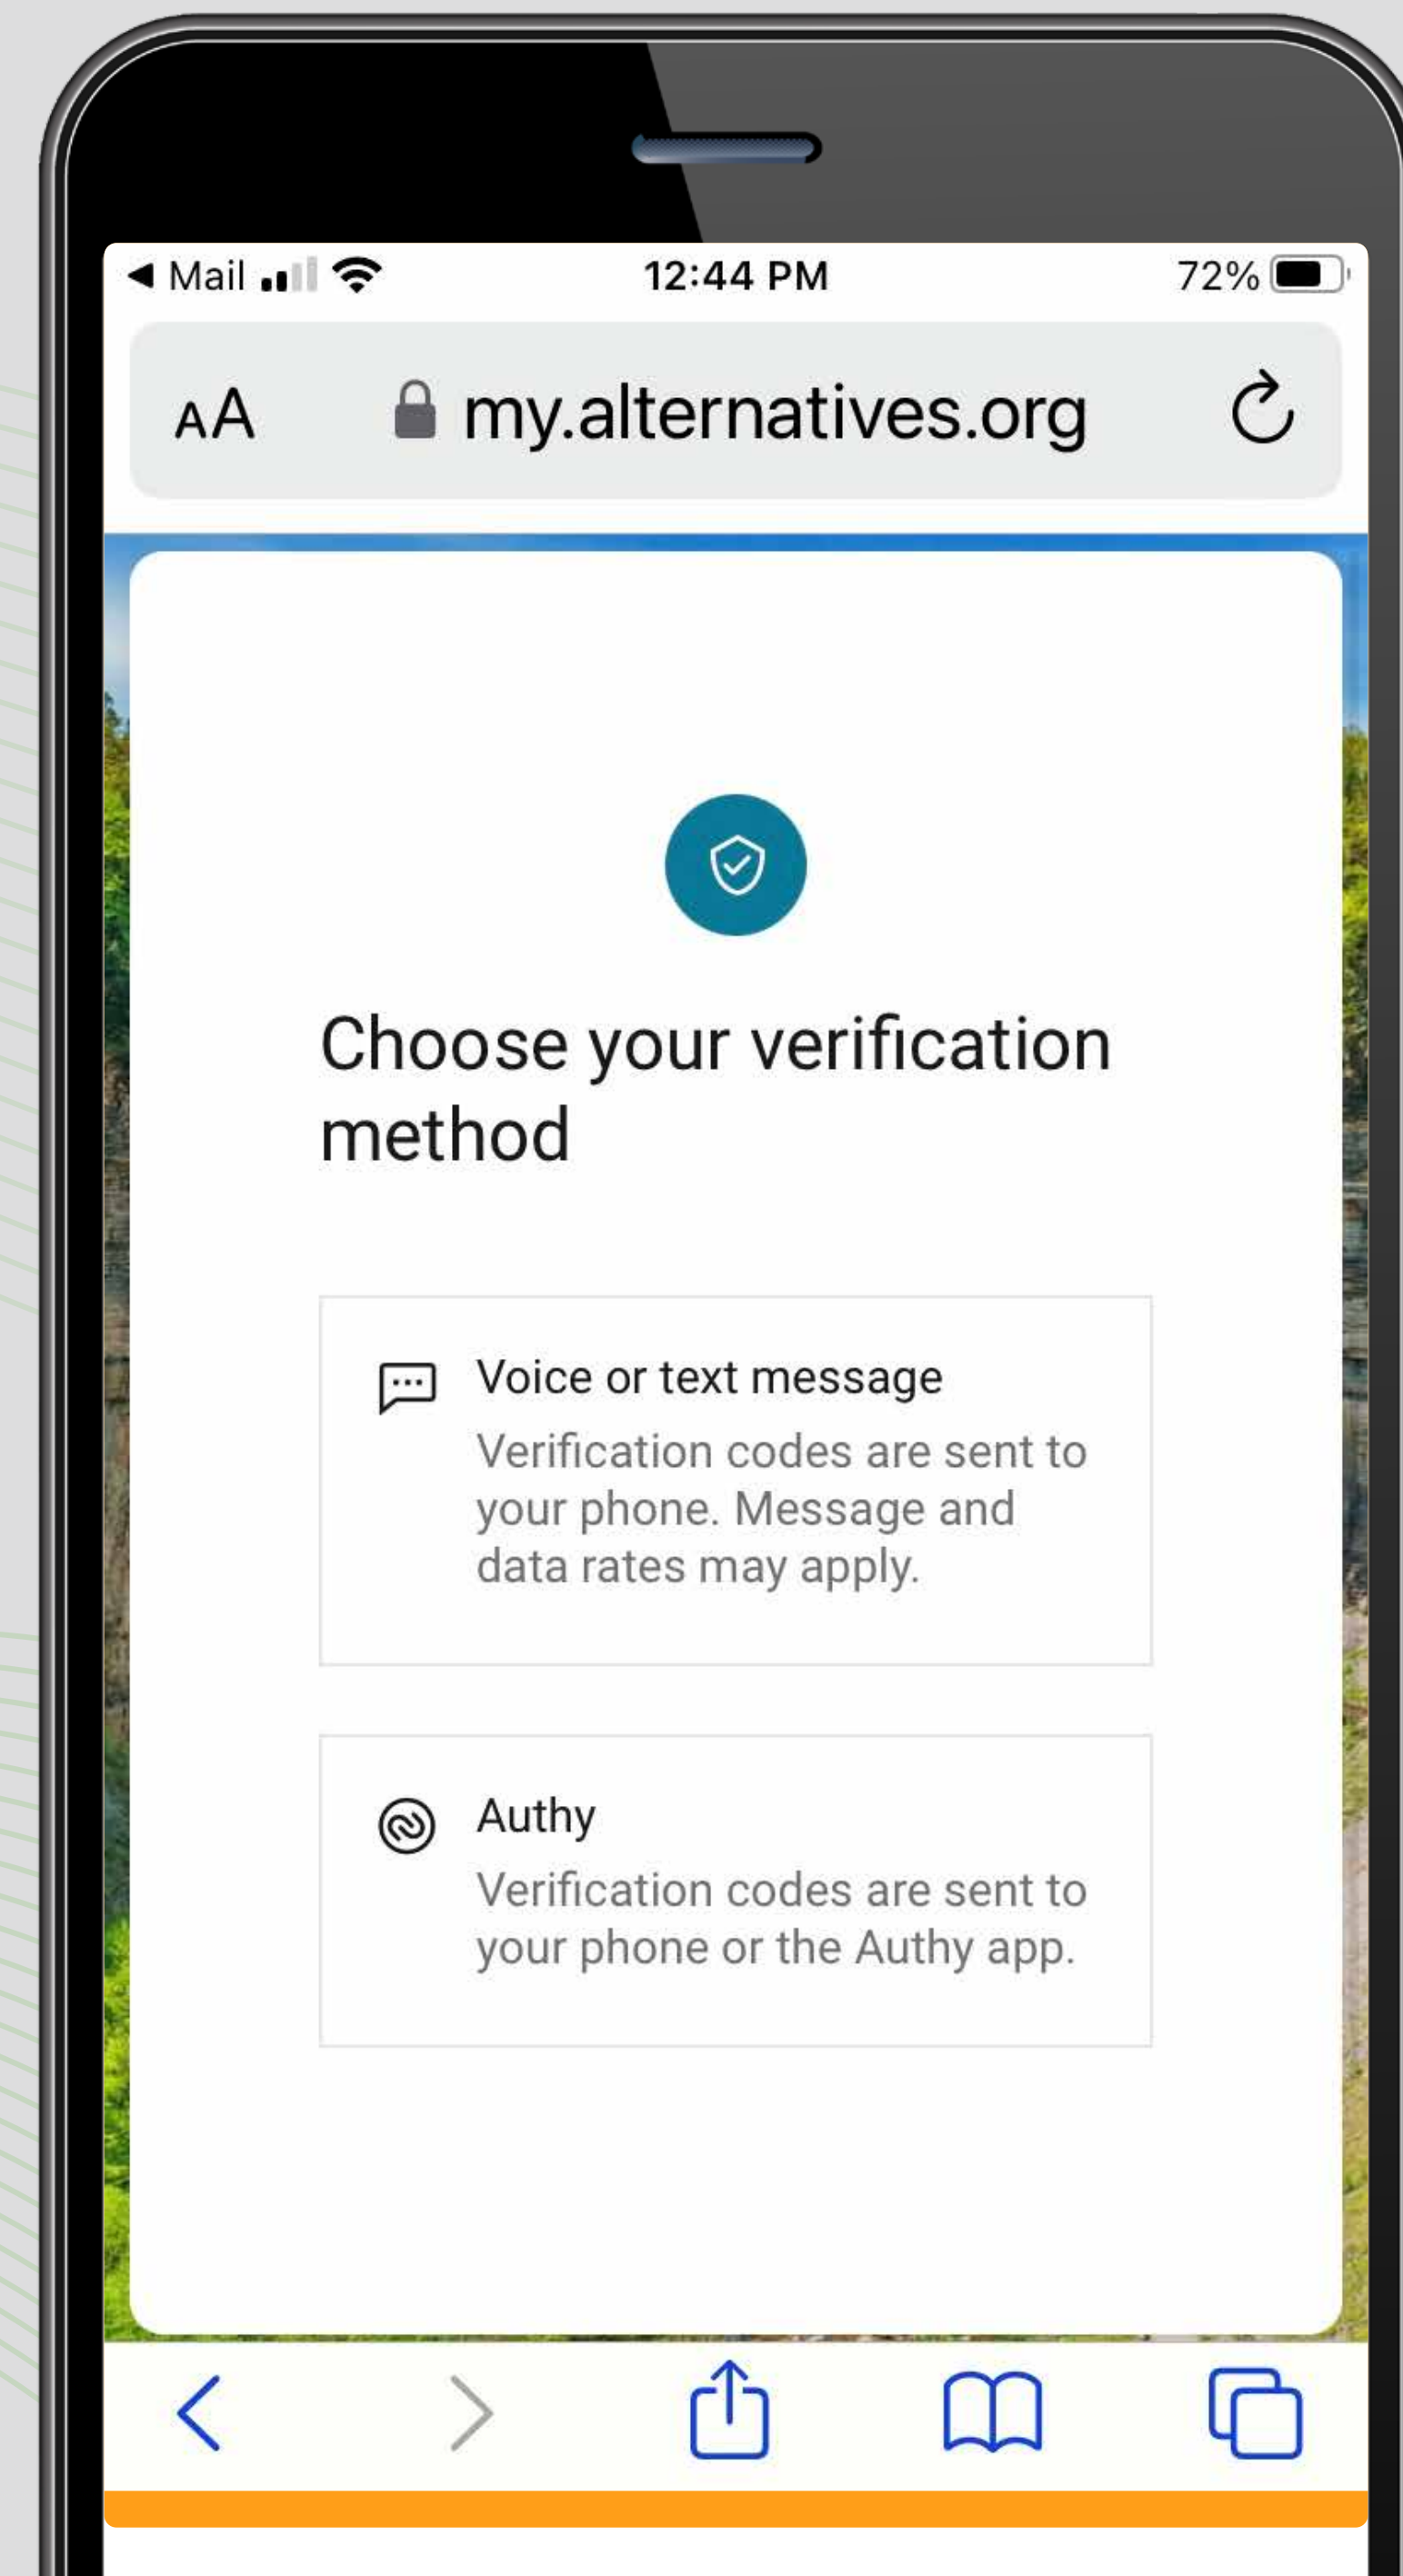 Mail
12:44 PM
72%
AA
my.alternatives.org
Choose your verification
method
Voice or text message
Verification codes are sent to
your phone. Message and
data rates may apply.
Authy
Verification codes are sent to
your phone or the Authy app.